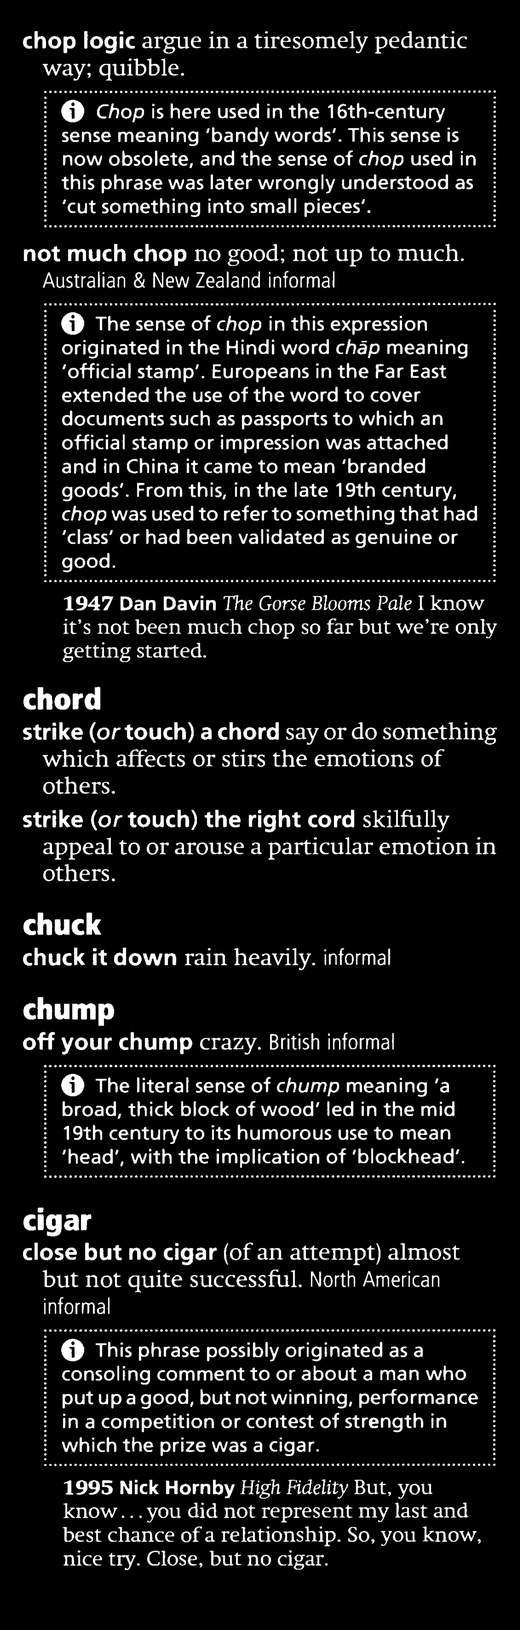 chop logic argue in a tiresomely pedantic
way; quibble.
i Chop is here used in the 16th-century
sense meaning ‘bandy words’. This sense is
now obsolete, and the sense of chop used in
this phrase was later wrongly understood as
‘cut something into small pieces’.
not much chop no good; not up to much.
Australian & New Zealand informal
i The sense of chop in this expression
originated in the Hindi word chāp meaning
‘official stamp’. Europeans in the Far East
extended the use of the word to cover
documents such as passports to which an
official stamp or impression was attached
and in China it came to mean ‘branded
goods’. From this, in the late 19th century,
chop was used to refer to something that had
‘class’ or had been validated as genuine or
good.
1947 Dan Davin The Gorse Blooms Pale I know
it’s not been much chop so far but we’re only
getting started.
chord
strike (or touch) a chord say or do something
which affects or stirs the emotions of
others.
strike (or touch) the right cord skilfully
appeal to or arouse a particular emotion in
others.
chuck
chuck it down rain heavily. informal
chump
off your chump crazy. British informal
i The literal sense of chump meaning ‘a
broad, thick block of wood’ led in the mid
19th century to its humorous use to mean
‘head’, with the implication of ‘blockhead’.
cigar
close but no cigar (of an attempt) almost
but not quite successful. North American
informal
i This phrase possibly originated as a
consoling comment to or about a man who
put up a good, but not winning, performance
in a competition or contest of strength in
which the prize was a cigar.
1995 Nick Hornby High Fidelity But, you
know...you did not represent my last and
best chance of a relationship. So, you know,
nice try. Close, but no cigar.